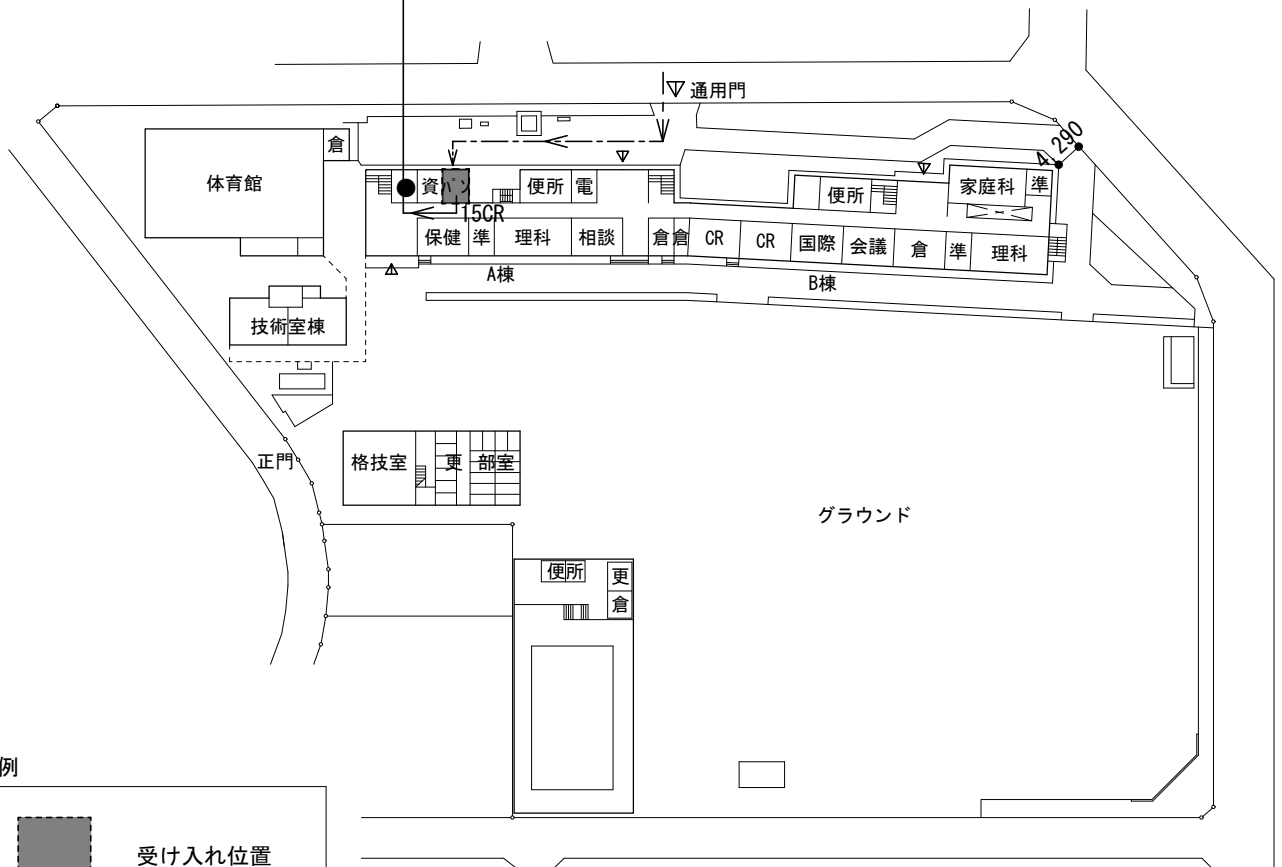 通用門
4,290
倉
体育館
資
パン
便所
電
便所
家庭科
準
15CR
保健
準
理科
相談
倉
倉
CR
CR
国際
会議
倉
準
理科
A棟
B棟
技術室棟
正門
格技室
更
部室
グラウンド
便所
更
倉
例
受け入れ位置